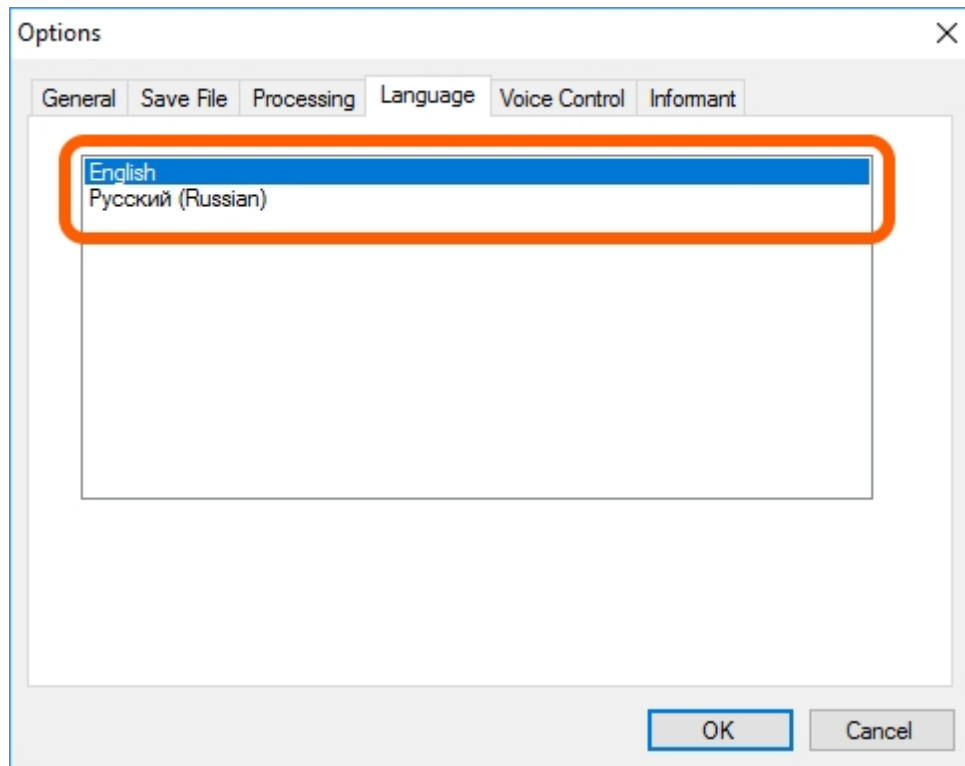 Options
General Save File Processing Language Voice Control Informant
English
Русский (Russian)
OK Cancel